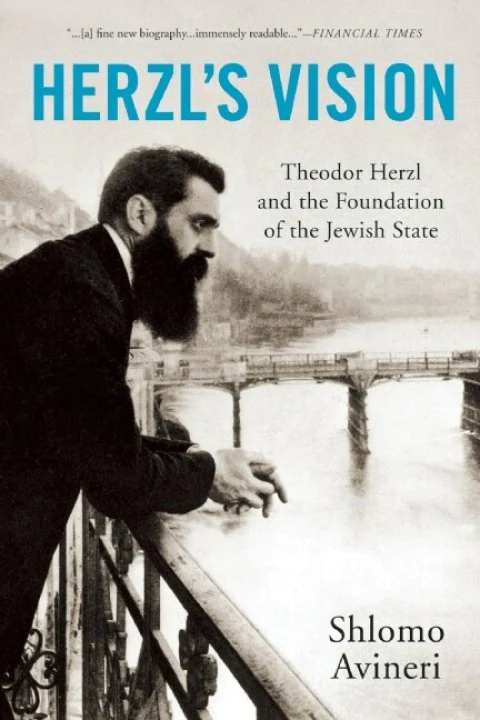 “...[a] fine new biography...immensely readable...”—FINANCIAL TIMES
HERZL’S VISION
Theodor Herzl
and the Foundation
of the Jewish State
Shlomo
Avineri